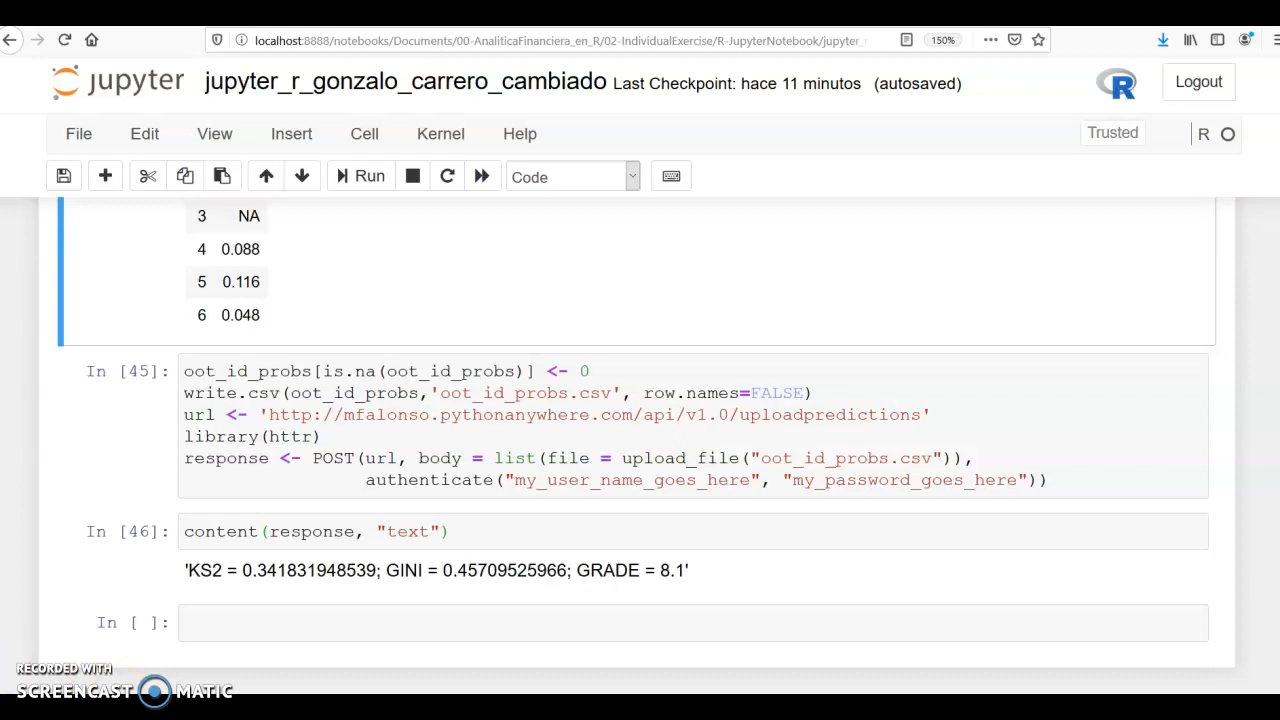 localhost:8888/notebooks/Documents/00-AnaliticaFinanciera_en_R/02-IndividualExercise/R-JupyterNotebook/jupyter_
150%
jupyter jupyter_r_gonzalo_carrero_cambiado Last Checkpoint: hace 11 minutos (autosaved)
R
Logout
File Edit View Insert Cell Kernel Help
Trusted
R
Run
Code
3 NA
4 0.088
5 0.116
6 0.048
In [45]: oot_id_probs[is.na(oot_id_probs)] <- 0
write.csv(oot_id_probs,'oot_id_probs.csv', row.names=FALSE)
url <- 'http://mfalonso.pythonanywhere.com/api/v1.0/uploadpredictions'
library(httr)
response <- POST(url, body = list(file = upload_file("oot_id_probs.csv")),
authenticate("my_user_name_goes_here", "my_password_goes_here"))
In [46]: content(response, "text")
'KS2 = 0.341831948539; GINI = 0.45709525966; GRADE = 8.1'
In [ ]:
RECORDED WITH
SCREENCAST MATIC